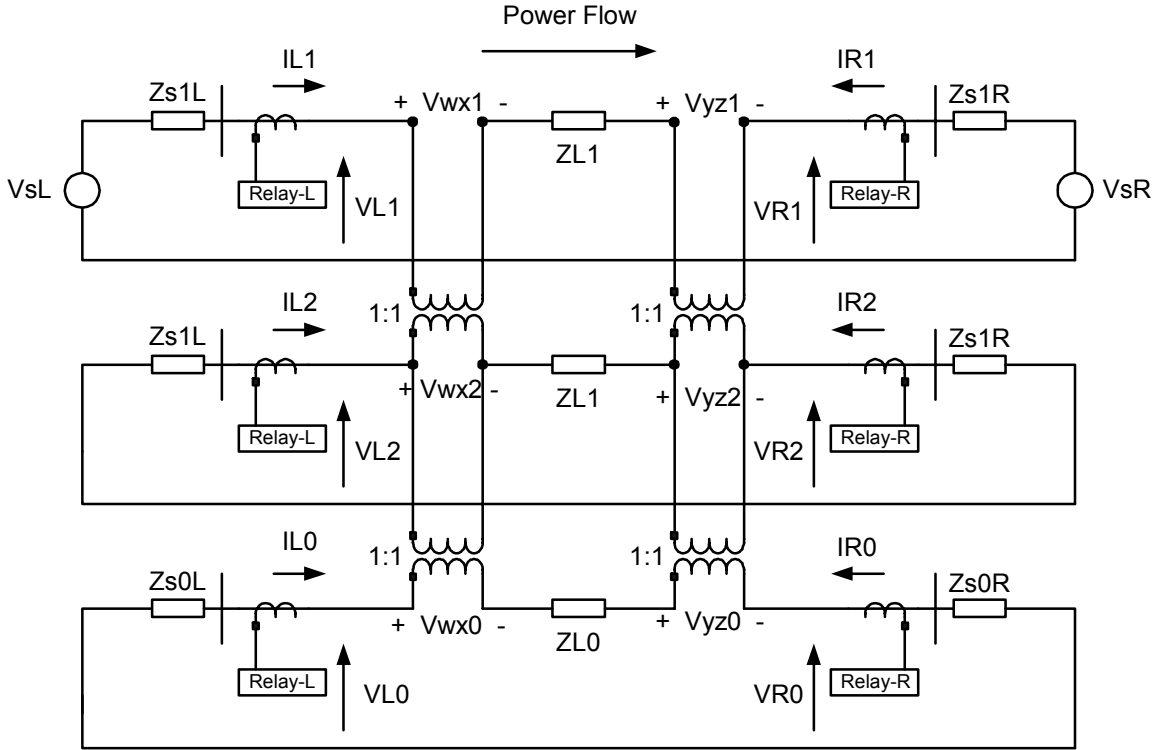 Power Flow
IL1
IR1
Zs1L
+ Vwx1 -
+ Vyz1 -
Zs1R
ZL1
VsL
Relay-L
VL1
VR1
Relay-R
VsR
IL2
1:1
1:1
IR2
Zs1L
Zs1R
+ Vwx2 -
ZL1
+ Vyz2 -
Relay-L
VL2
VR2
Relay-R
IL0
1:1
1:1
IR0
Zs0L
Zs0R
+ Vwx0 -
ZL0
+ Vyz0 -
Relay-L
VL0
VR0
Relay-R